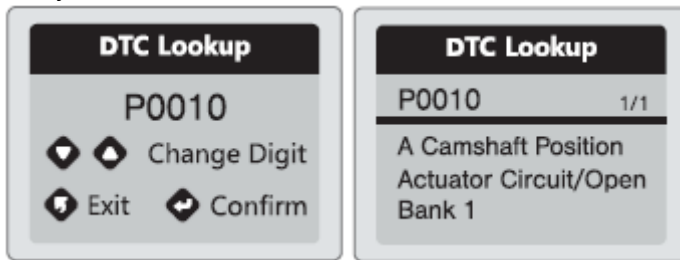 DTC Lookup
P0010
Change Digit
Exit Confirm
DTC Lookup
P0010 1/1
A Camshaft Position
Actuator Circuit/Open
Bank 1